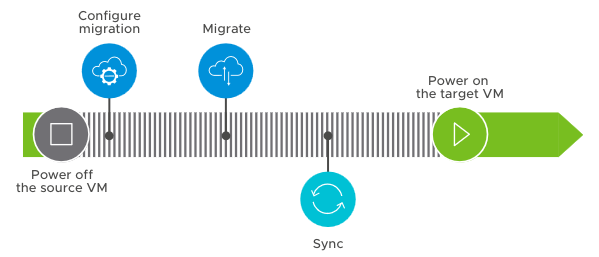 Configure
migration
Migrate
Power on
the target VM
Power off
the source VM
Sync